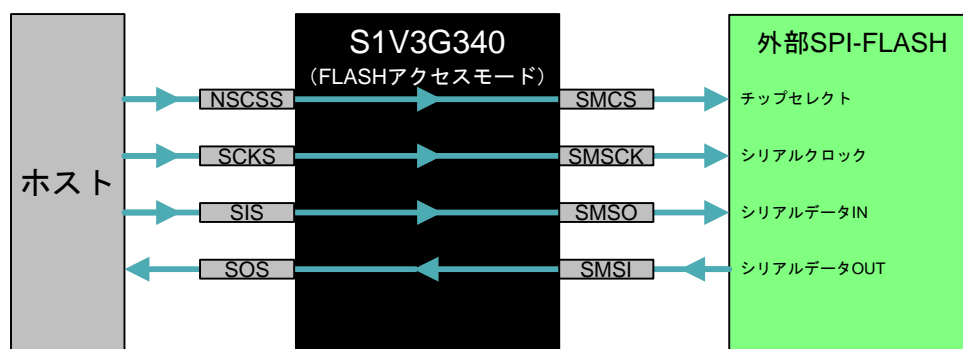 S1V3G340
(FLASHアクセスモード)
外部SPI-FLASH
NSCSS
SMCS
チップセレクト
SCKS
SMSCK
シリアルクロック
ホスト
SIS
SMSO
シリアルデータIN
SOS
SMSI
シリアルデータOUT